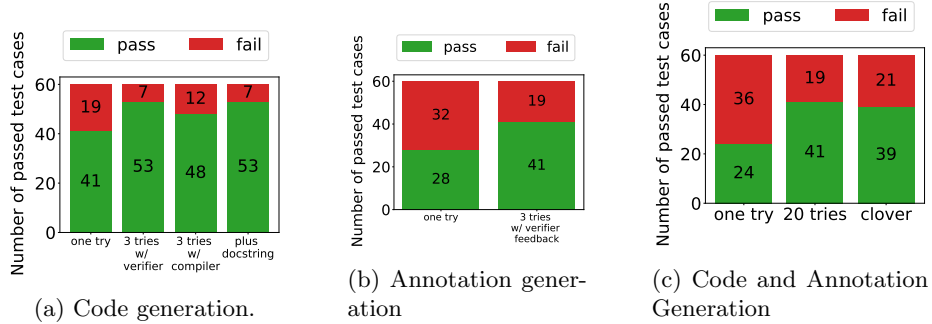 pass fail
Number of passed test cases
60
40
20
0
19
7
12
7
41
53
48
53
one try
3 tries
w/
verifier
3 tries
w/
compiler
plus
docstring
(a) Code generation.
pass fail
Number of passed test cases
60
40
20
0
32
19
28
41
one try
3 tries
w/ verifier
feedback
(b) Annotation gener-
ation
pass fail
Number of passed test cases
60
40
20
0
36
19
21
24
41
39
one try
20 tries
clover
(c) Code and Annotation
Generation